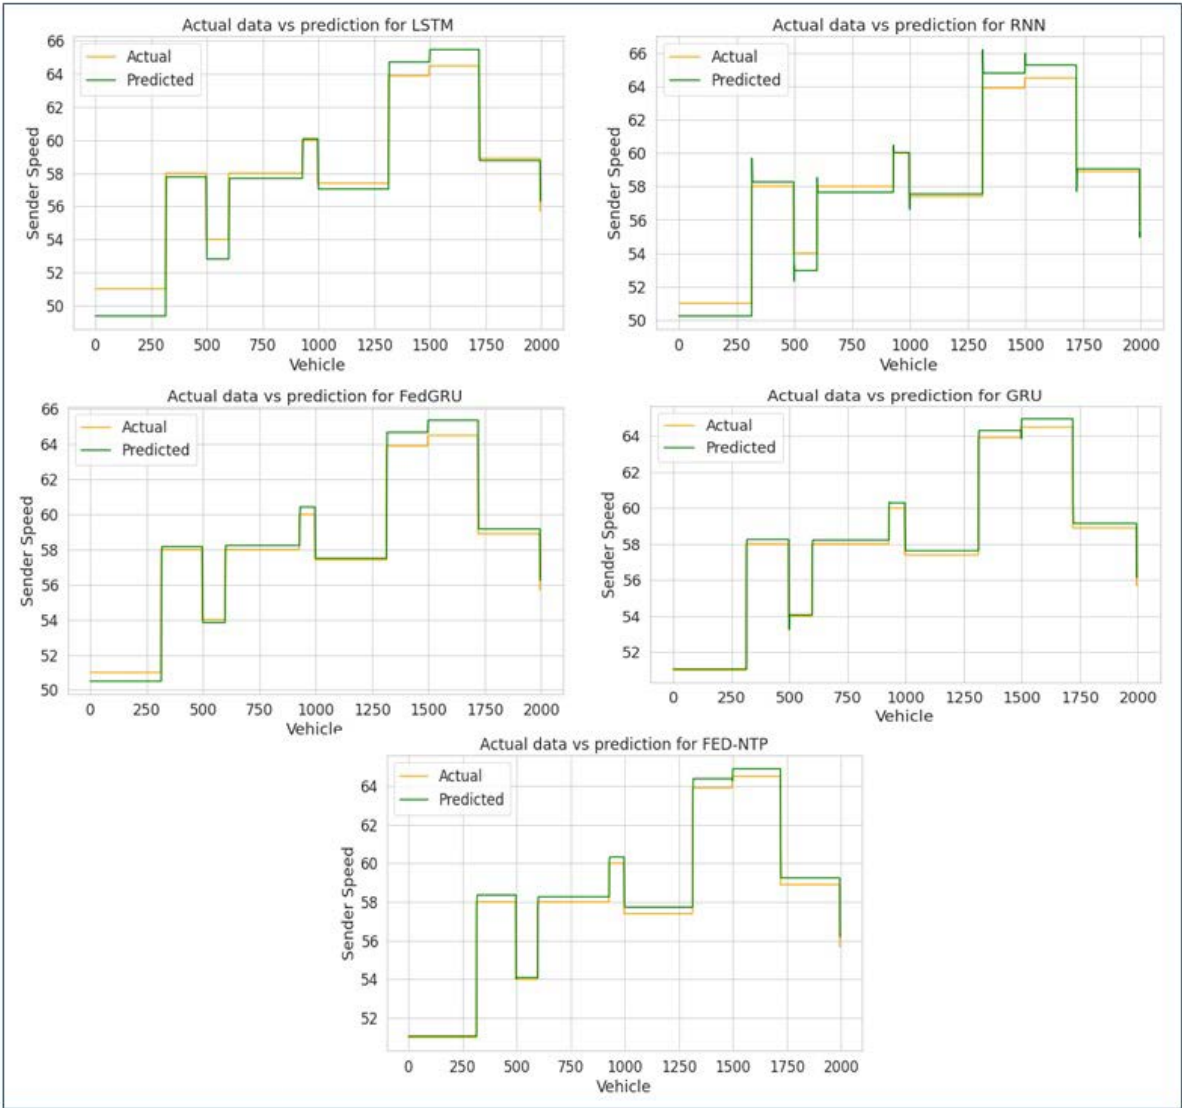 Actual data vs prediction for LSTM
66
64
62
60
58
56
54
52
50
Sender Speed
Actual
Predicted
0 250 500 750 1000 1250 1500 1750 2000
Vehicle
Actual data vs prediction for RNN
66
64
62
60
58
56
54
52
50
Sender Speed
Actual
Predicted
0 250 500 750 1000 1250 1500 1750 2000
Vehicle
Actual data vs prediction for FedGRU
66
64
62
60
58
56
54
52
50
Sender Speed
Actual
Predicted
0 250 500 750 1000 1250 1500 1750 2000
Vehicle
Actual data vs prediction for GRU
64
62
60
58
56
54
52
Sender Speed
Actual
Predicted
0 250 500 750 1000 1250 1500 1750 2000
Vehicle
Actual data vs prediction for FED-NTP
64
62
60
58
56
54
52
Sender Speed
Actual
Predicted
0 250 500 750 1000 1250 1500 1750 2000
Vehicle